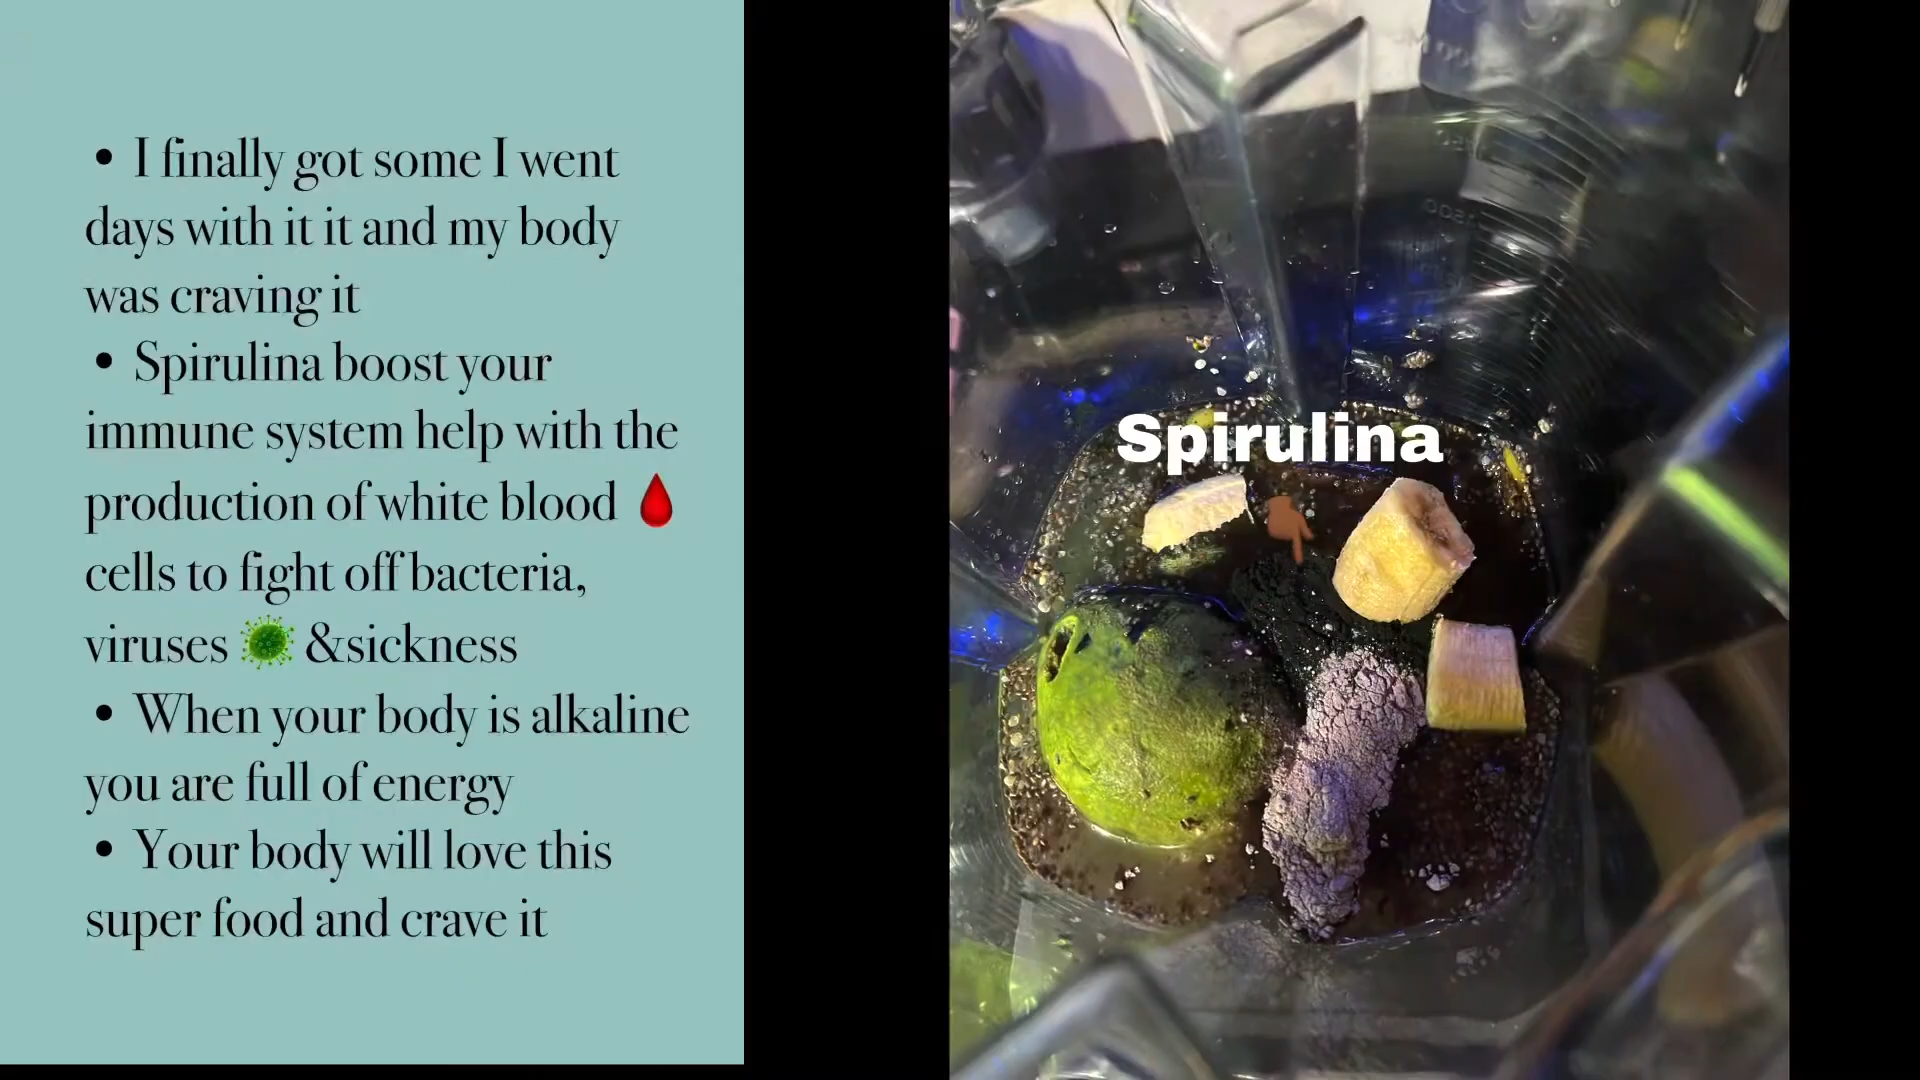 • I finally got some I went
days with it it and my body
was craving it
• Spirulina boost your
immune system help with the
production of white blood 🩸
cells to fight off bacteria,
viruses 🦠 &sickness
• When your body is alkaline
you are full of energy
• Your body will love this
super food and crave it
Spirulina